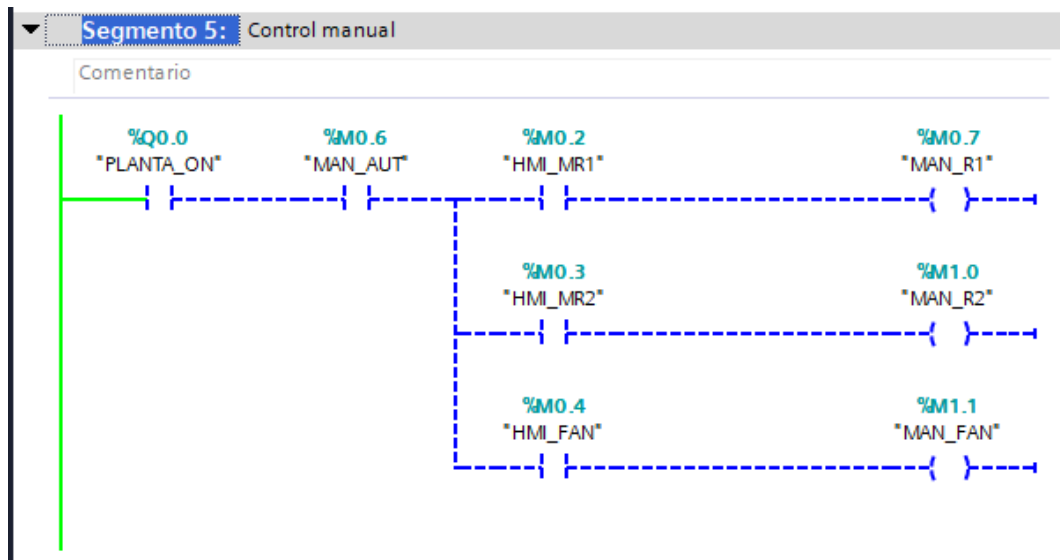 Segmento 5: Control manual
Comentario
%Q0.0 %M0.6 %M0.2 %M0.7
"PLANTA_ON" "MAN_AUT" "HMI_MR1" "MAN_R1"
%M0.3 %M1.0
"HMI_MR2" "MAN_R2"
%M0.4 %M1.1
"HMI_FAN" "MAN_FAN"